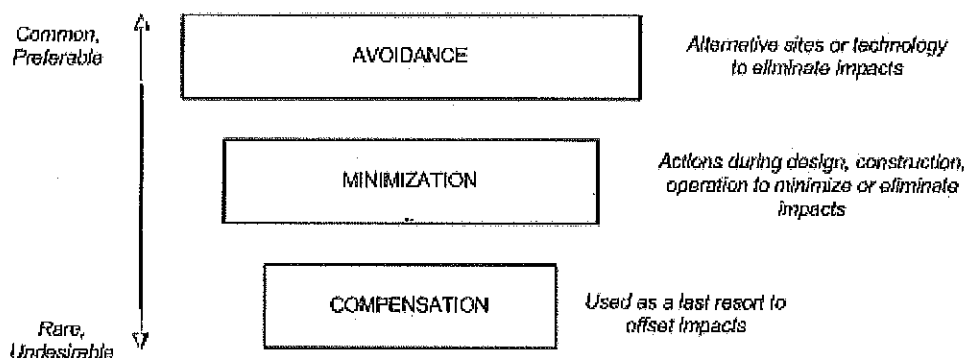 Common,
Preferable
AVOIDANCE
Alternative sites or technology
to eliminate impacts
MINIMIZATION
Actions during design, construction,
operation to minimize or eliminate
impacts
COMPENSATION
Used as a last resort to
offset impacts
Rare,
Undesirable